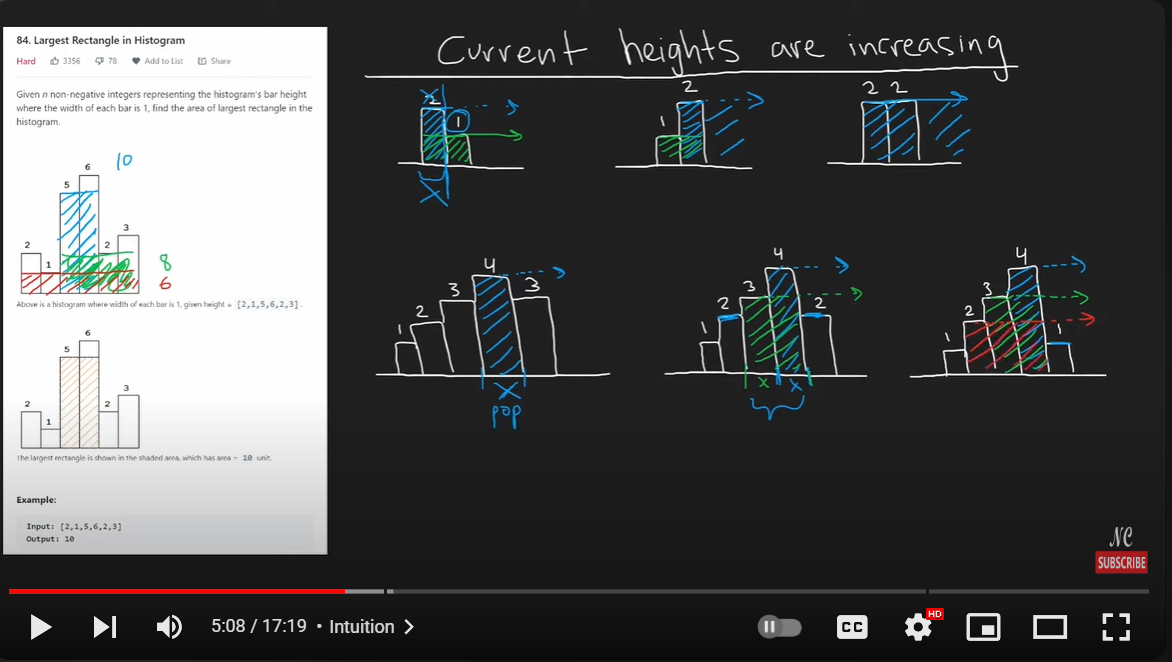 84. Largest Rectangle in Histogram
Hard 3356 78 Add to List Share
Given n non-negative integers representing the histogram's bar height
where the width of each bar is 1, find the area of largest rectangle in the
histogram.
10
6
5
3
2
2
1
8
6
Above is a histogram where width of each bar is 1, given height = [2,1,5,6,2,3].
6
5
3
2
2
1
The largest rectangle is shown in the shaded area, which has area = 10 unit.
Example:
Input: [2,1,5,6,2,3]
Output: 10
Current heights are increasing
2 1
X
1 2
2 2
1 2 3 4 3
X
pop
1 2 3 4 2
x x
1 2 3 4 1
NC
SUBSCRIBE
5:08 / 17:19 • Intuition
CC
HD